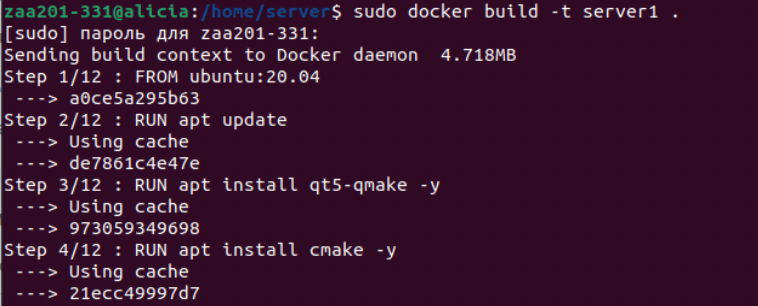 zaa201-331@alicia:/home/server$ sudo docker build -t server1 .
[sudo] пароль для zaa201-331:
Sending build context to Docker daemon  4.718MB
Step 1/12 : FROM ubuntu:20.04
 ---> a0ce5a295b63
Step 2/12 : RUN apt update
 ---> Using cache
 ---> de7861c4e47e
Step 3/12 : RUN apt install qt5-qmake -y
 ---> Using cache
 ---> 973059349698
Step 4/12 : RUN apt install cmake -y
 ---> Using cache
 ---> 21ecc49997d7